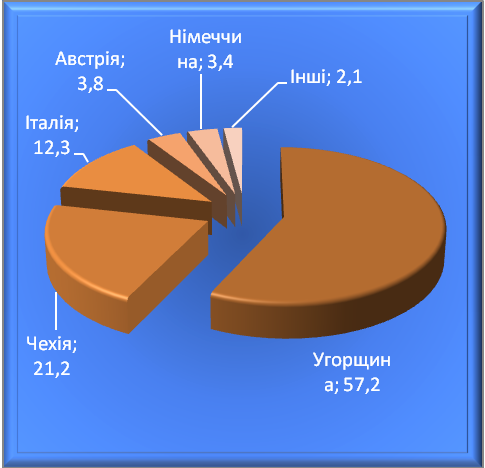 Німеччи
на; 3,4
Австрія;
3,8
Інші; 2,1
Італія;
12,3
Чехія;
21,2
Угорщин
а; 57,2